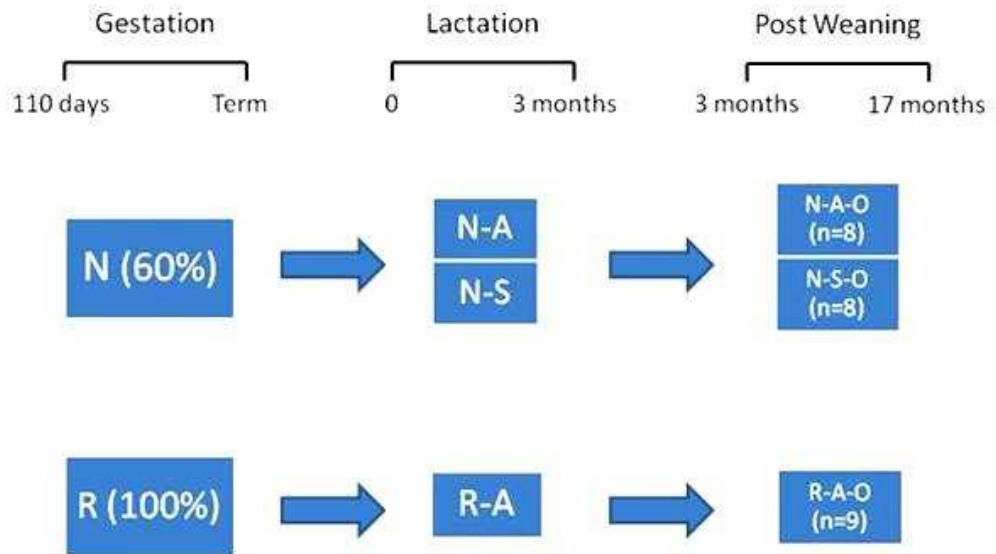 Gestation
Lactation
Post Weaning
110 days
Term
0
3 months
3 months
17 months
N (60%)
N-A
N-S
N-A-O
(n=8)
N-S-O
(n=8)
R (100%)
R-A
R-A-O
(n=9)